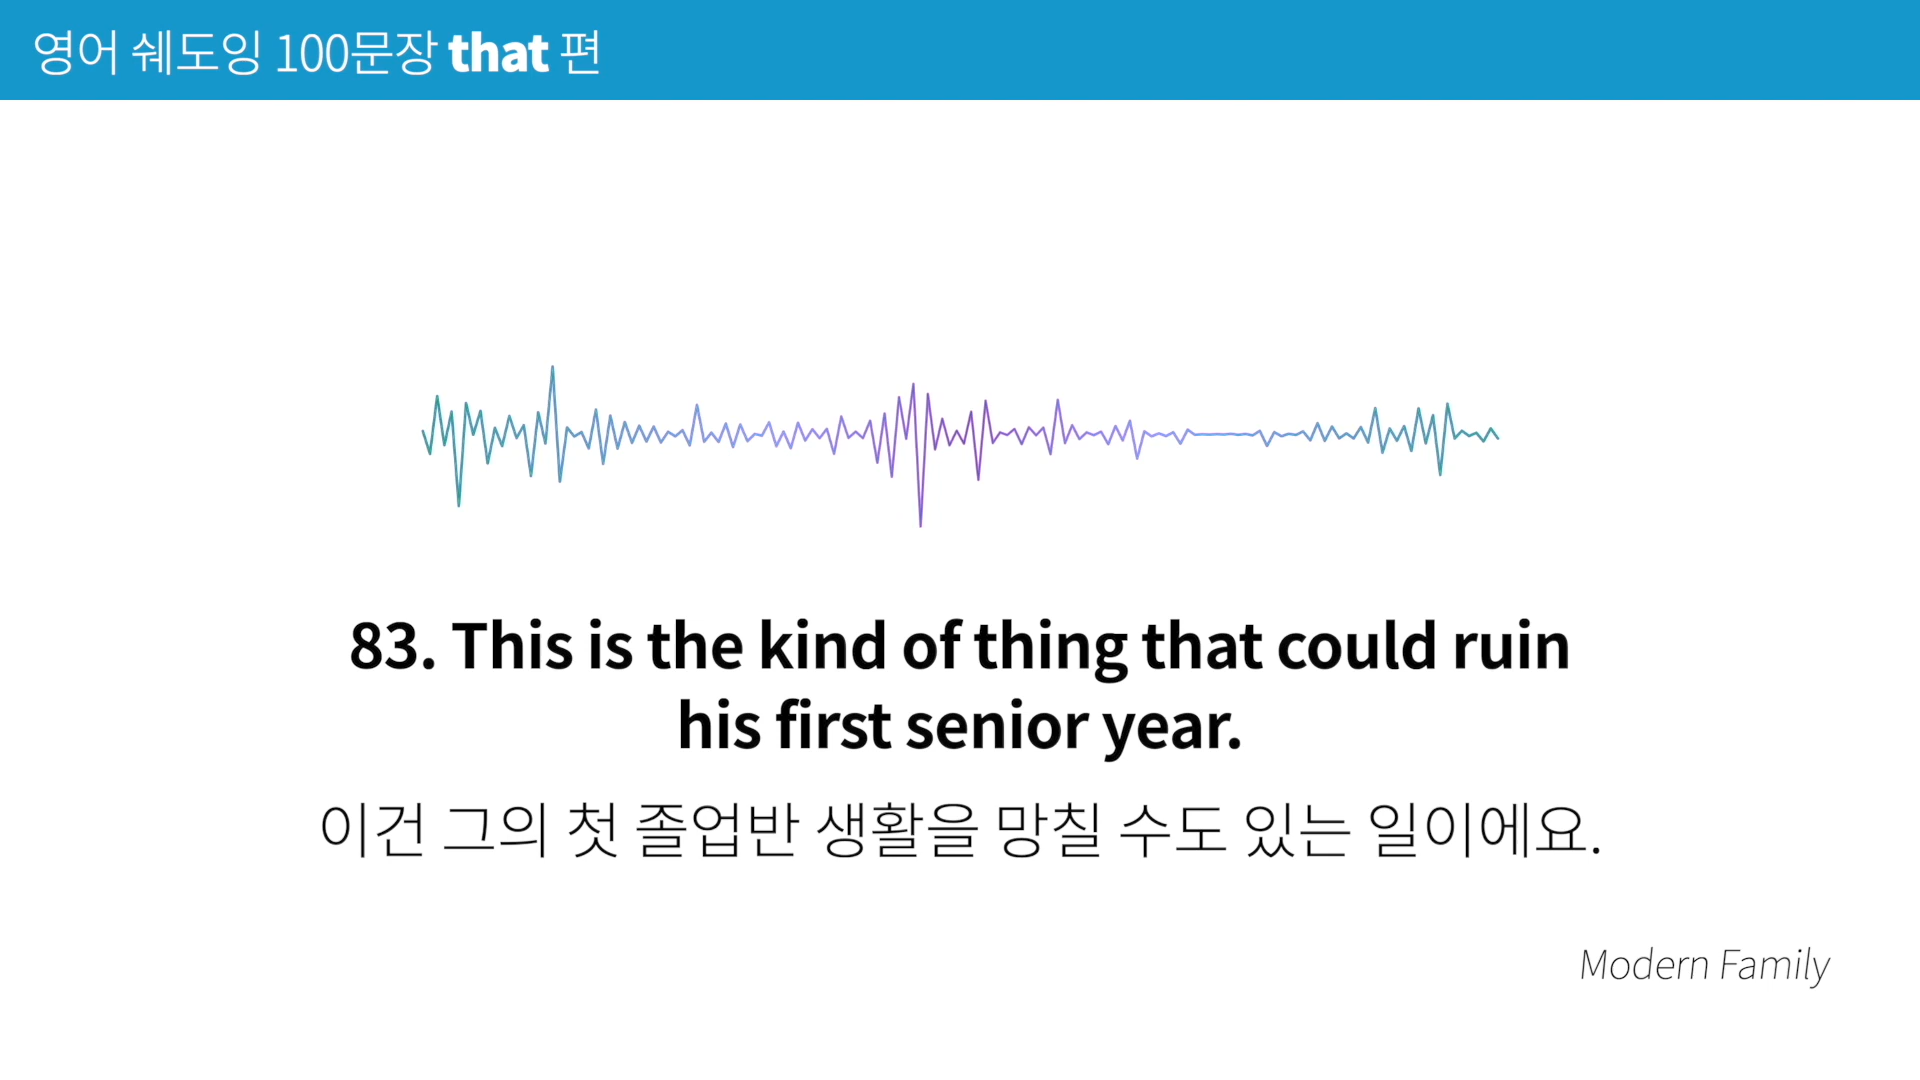 영어 쉐도잉 100문장 that 편
83. This is the kind of thing that could ruin
his first senior year.
이건 그의 첫 졸업반 생활을 망칠 수도 있는 일이에요.
Modern Family